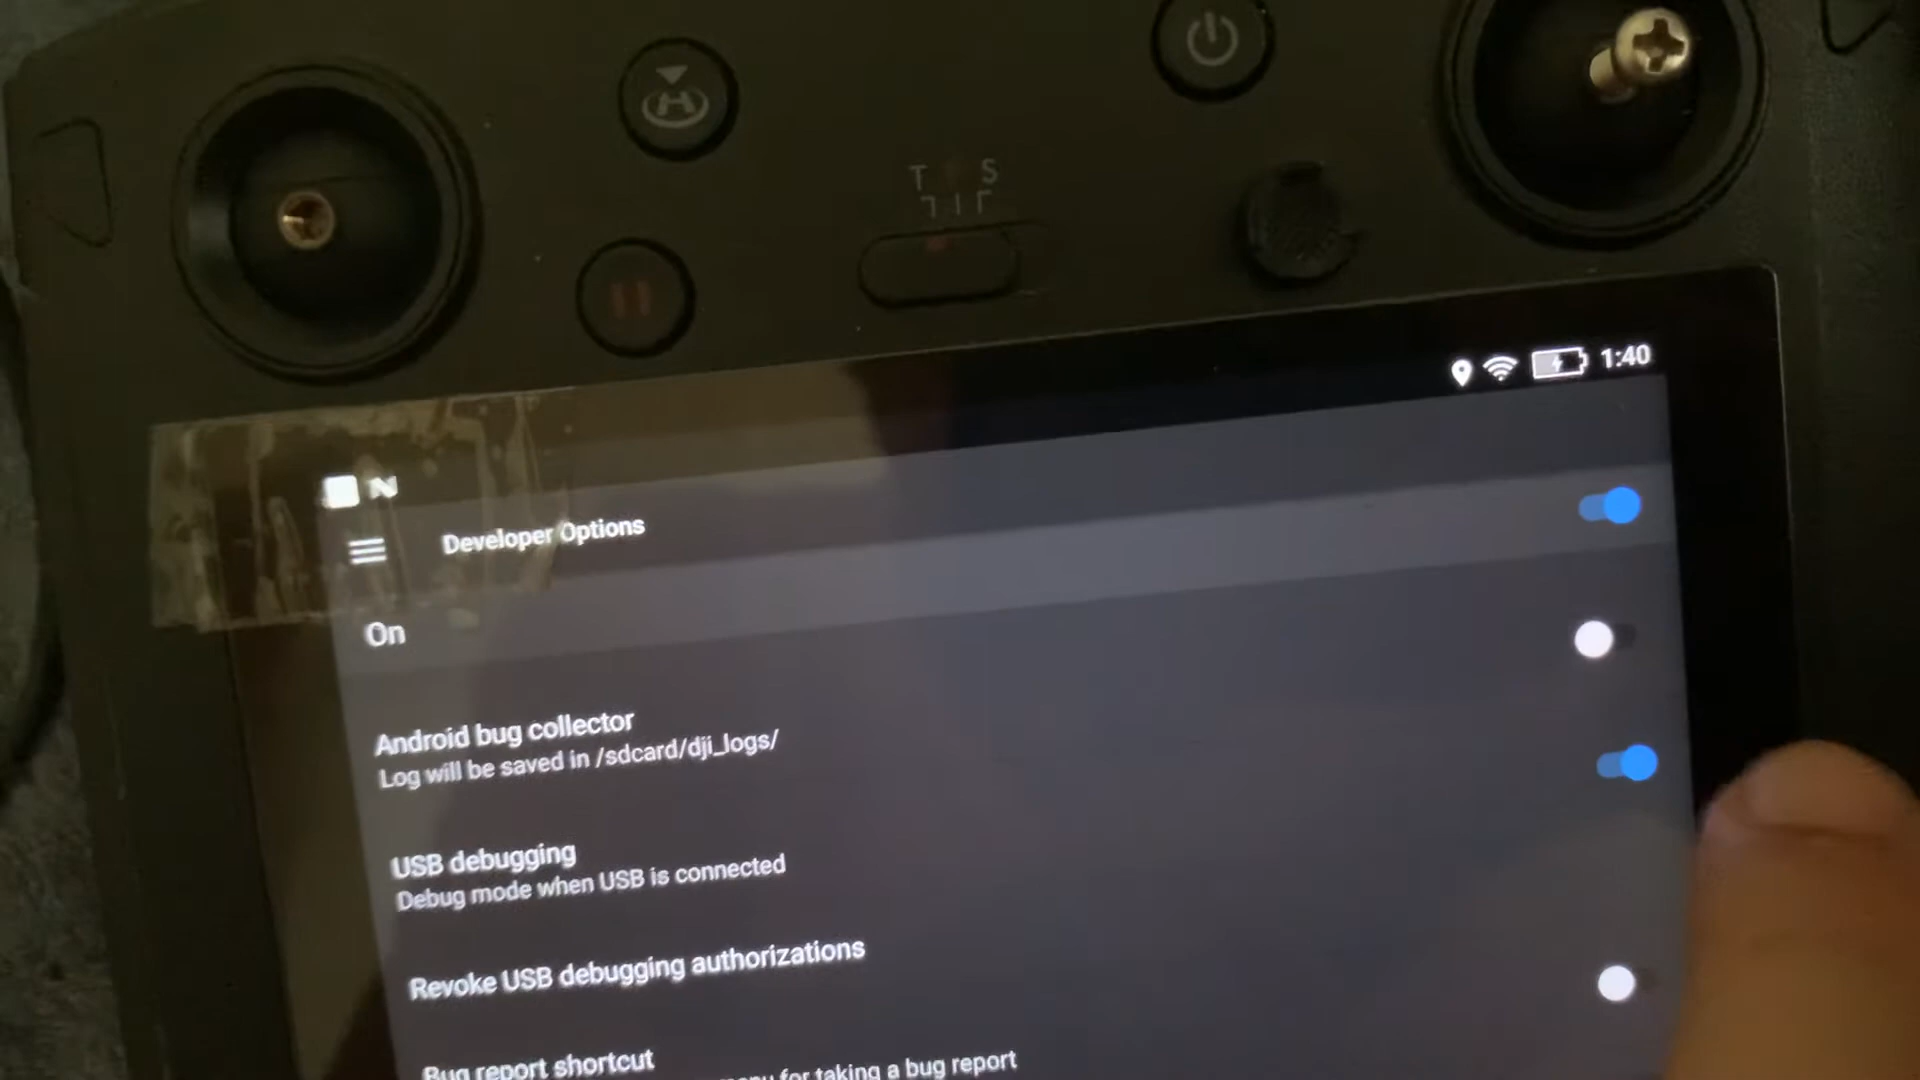 T S
1:40
N
Developer Options
On
Android bug collector
Log will be saved in /sdcard/dji_logs/
USB debugging
Debug mode when USB is connected
Revoke USB debugging authorizations
Bug report shortcut
for taking a bug report